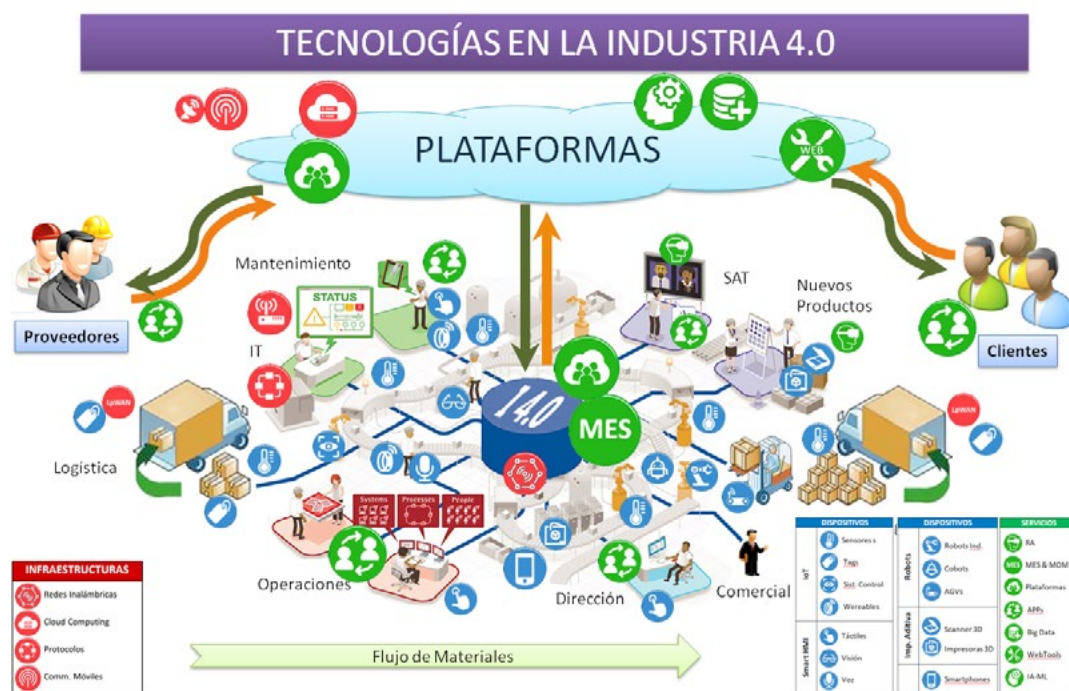 TECNOLOGÍAS EN LA INDUSTRIA 4.0
PLATAFORMAS
WEB
Mantenimiento
STATUS
SAT
Nuevos
Productos
Proveedores
Clientes
IT
LpWAN
I 4.0
MES
LpWAN
Logística
Systems
Processes
People
Operaciones
Dirección
Comercial
Flujo de Materiales
INFRAESTRUCTURAS
Redes Inalámbricas
Cloud Computing
Protocolos
Comm. Móviles
DISPOSITIVOS
IoT
Sensores s
Tags
Sist. Control
Wereables
Smart HMI
Táctiles
Visión
Voz
DISPOSITIVOS
Robots
Robots Ind.
Cobots
AGVs
Imp. Aditiva
Scanner 3D
Impresoras 3D
Smartphones
SERVICIOS
RA
MES MES & MOM
Plataformas
APPs
Big Data
WebTools
IA-ML